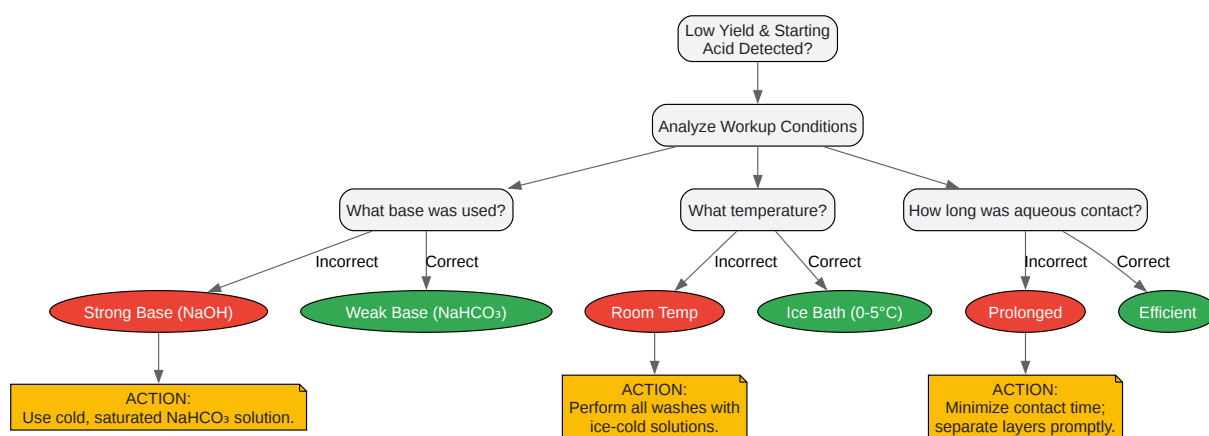 Low Yield & Starting
Acid Detected?
Analyze Workup Conditions
What base was used?
What temperature?
How long was aqueous contact?
Incorrect
Correct
Incorrect
Correct
Incorrect
Correct
Strong Base (NaOH)
Weak Base (NaHCO₃)
Room Temp
Ice Bath (0-5°C)
Prolonged
Efficient
ACTION:
Use cold, saturated NaHCO₃ solution.
ACTION:
Perform all washes with
ice-cold solutions.
ACTION:
Minimize contact time;
separate layers promptly.